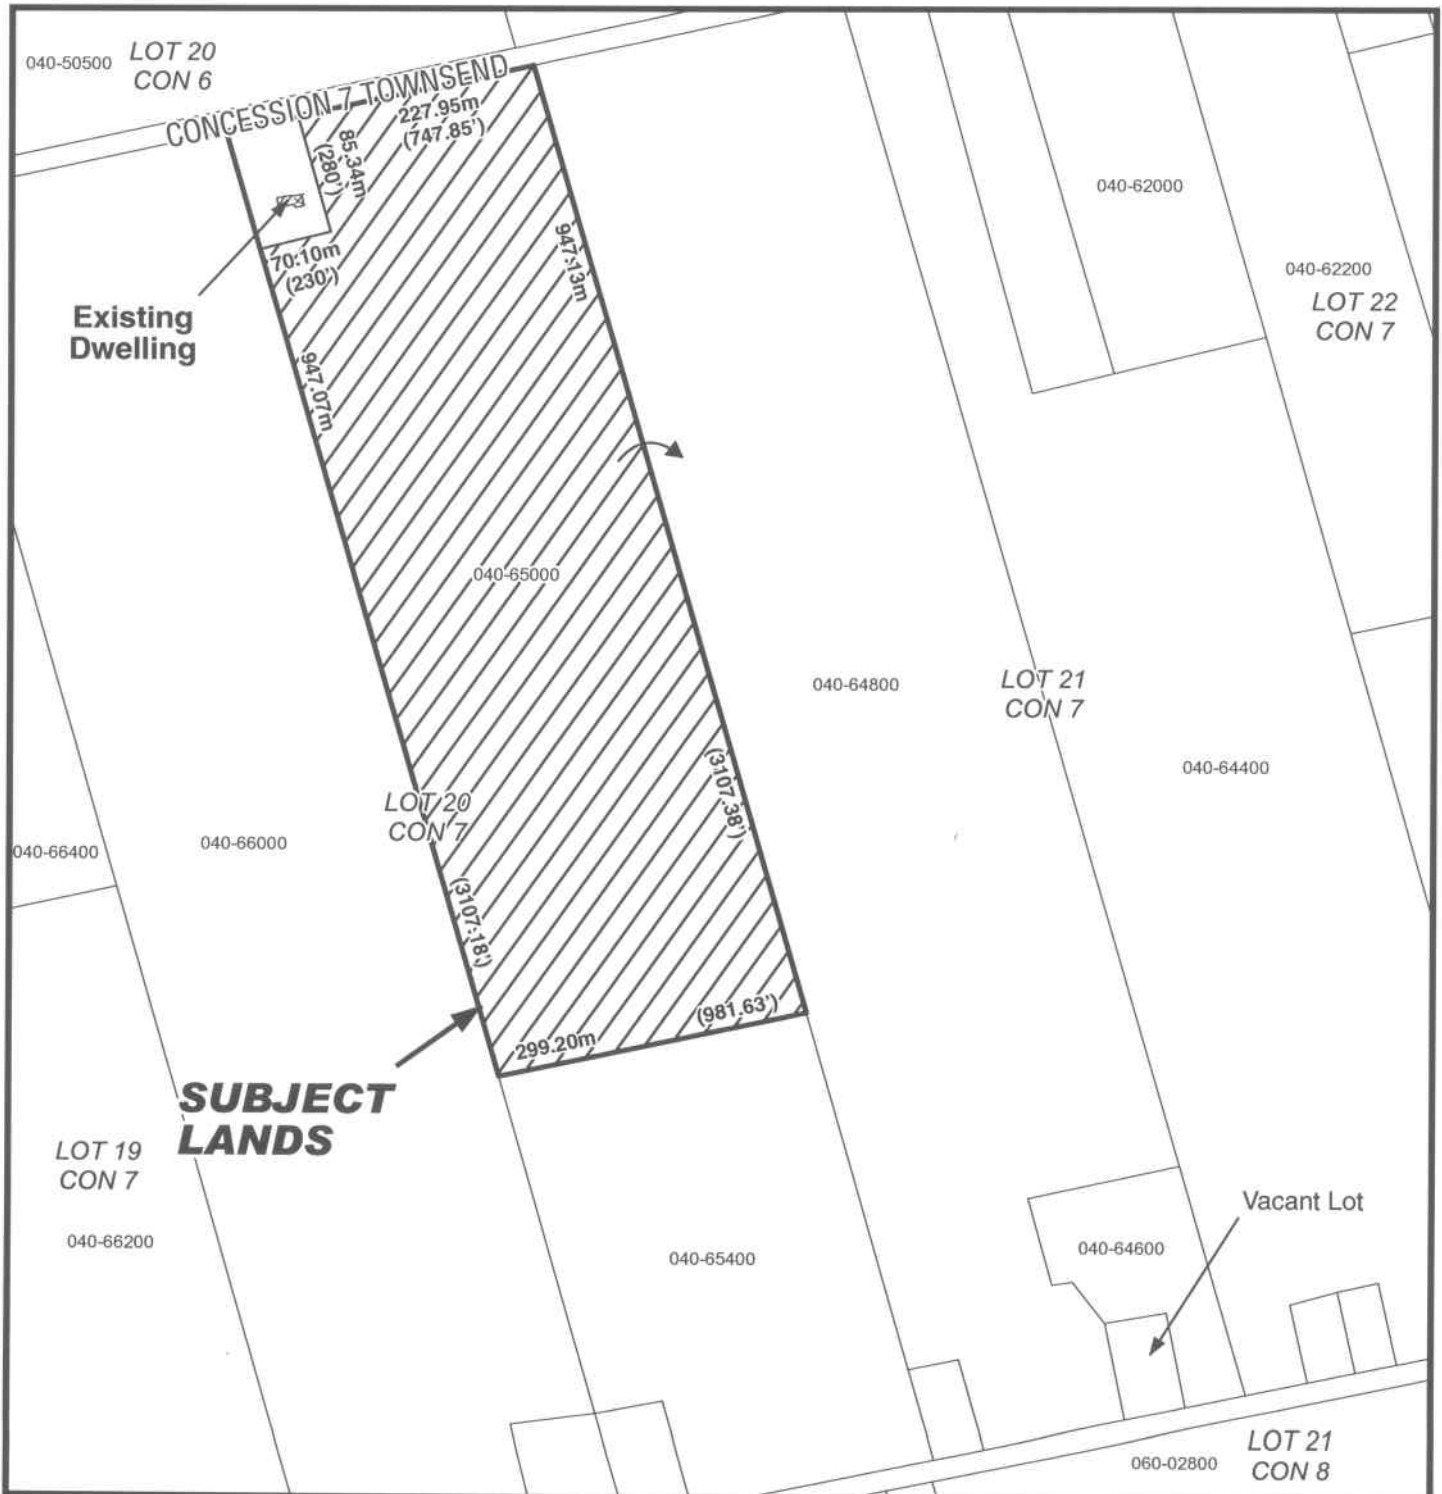 040-50500
LOT 20
CON 6
CONCESSION 7 TOWNSEND
227.95m
(747.85')
85.34m
(280')
70.10m
(230')
Existing
Dwelling
947.13m
947.07m
040-62000
040-62200
LOT 22
CON 7
040-65000
040-64800
LOT 21
CON 7
040-64400
(3107.38')
LOT 20
CON 7
040-66000
040-66400
(3107.18')
(981.63')
299.20m
SUBJECT
LANDS
LOT 19
CON 7
040-66200
040-65400
Vacant Lot
040-64600
LOT 21
CON 8
060-02800